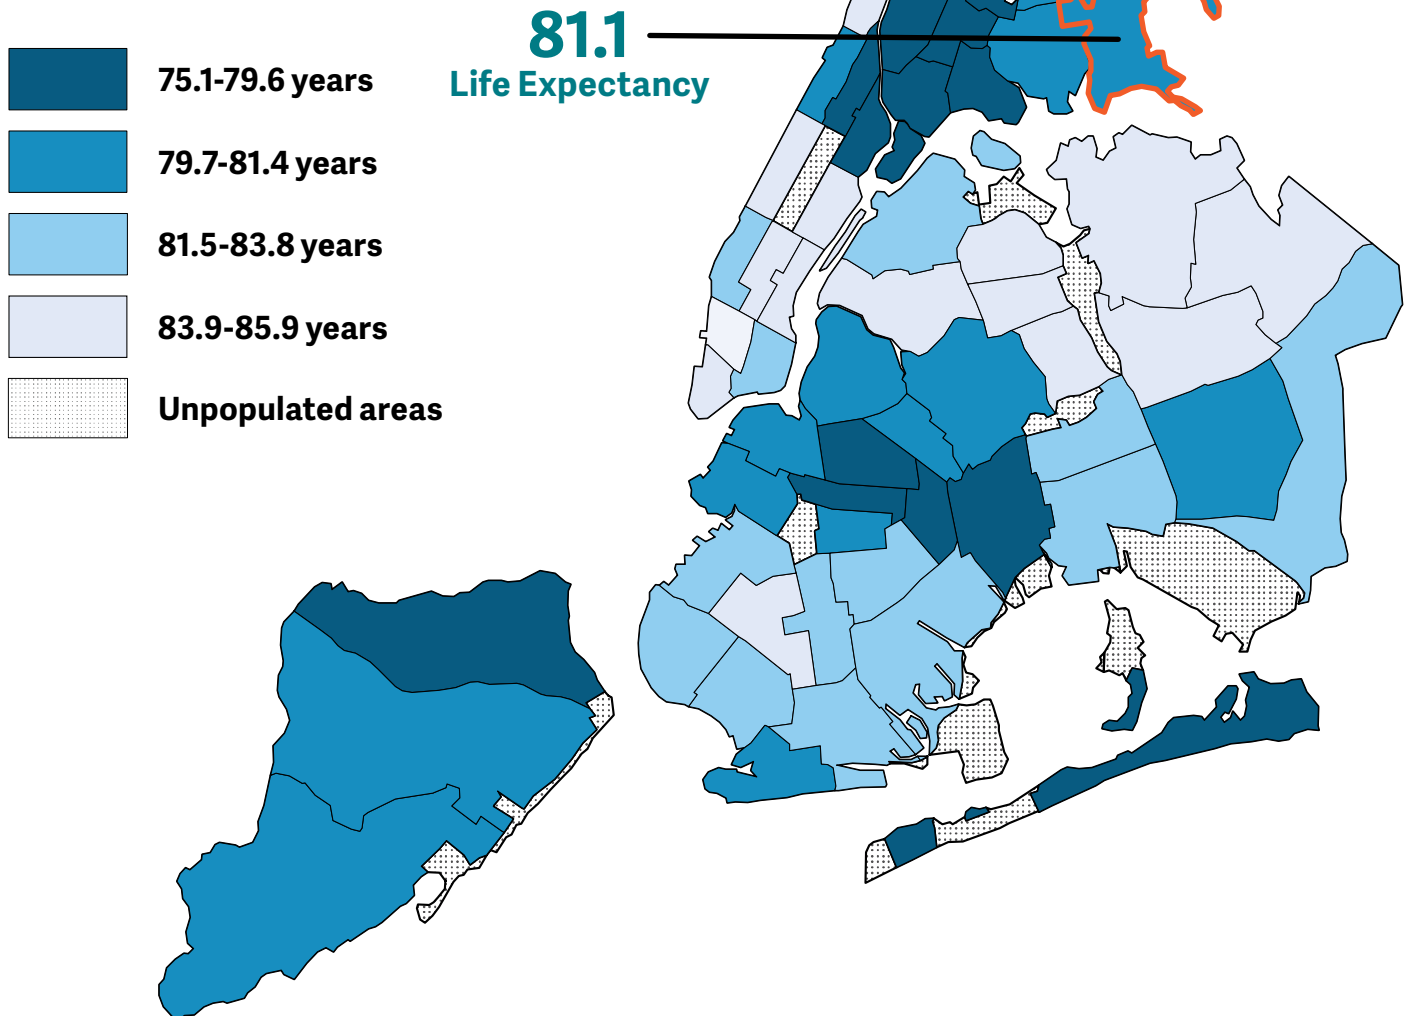 81.1
Life Expectancy
75.1-79.6 years
79.7-81.4 years
81.5-83.8 years
83.9-85.9 years
Unpopulated areas